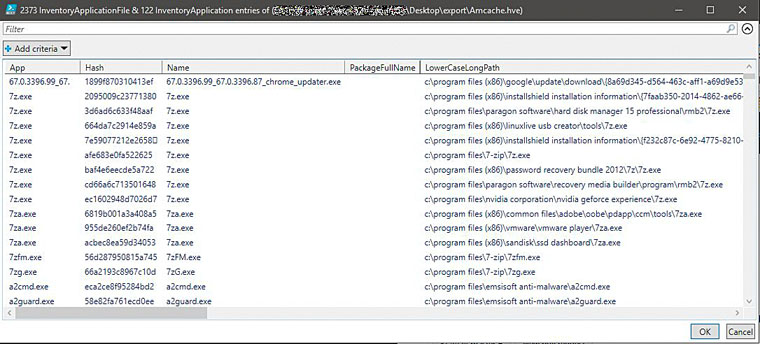 2373 InventoryApplicationFile & 122 InventoryApplication entries of \Desktop\export\Amcache.hve)
Filter
Add criteria
App Hash Name PackageFullName LowerCaseLongPath
67.0.3396.99_67. 1899f870310413ef 67.0.3396.99_67.0.3396.87_chrome_updater.exe c:\program files (x86)\google\update\download\{8a69d345-d564-463c-aff1-a69d9e53
7z.exe 2095009c23771380 7z.exe c:\program files (x86)\installshield installation information\{7faab350-2014-4862-ae66-
7z.exe 3d6ad6c633f48aaf 7z.exe c:\program files\paragon software\hard disk manager 15 professional\rmb2\7z.exe
7z.exe 664da7c2914e859a 7z.exe c:\program files (x86)\linuxlive usb creator\tools\7z.exe
7z.exe 7e59077212e2658 7z.exe c:\program files (x86)\installshield installation information\{f232c87c-6e92-4775-8210-
7z.exe afe683e0fa522625 7z.exe c:\program files\7-zip\7z.exe
7z.exe baf4e6eecde5a722 7z.exe c:\program files (x86)\password recovery bundle 2012\7z\7z.exe
7z.exe cd66a6c713501648 7z.exe c:\program files\paragon software\recovery media builder\program\rmb2\7z.exe
7z.exe ec1602948d7026d7 7z.exe c:\program files\nvidia corporation\nvidia geforce experience\7z.exe
7za.exe 6819b001a3a408a5 7za.exe c:\program files (x86)\common files\adobe\oobe\pdapp\ccm\tools\7za.exe
7za.exe 955de260ef2b74fa 7za.exe c:\program files (x86)\vmware\vmware player\7za.exe
7za.exe acbec8ea59d34053 7za.exe c:\program files (x86)\sandisk\ssd dashboard\7za.exe
7zfm.exe 56d287950815a745 7zFM.exe c:\program files\7-zip\7zfm.exe
7zg.exe 66a2193c8967c10d 7zG.exe c:\program files\7-zip\7zg.exe
a2cmd.exe eca2ce8f95284bd2 a2cmd.exe c:\program files\emsisoft anti-malware\a2cmd.exe
a2guard.exe 58e82fa761ecd0ee a2guard.exe c:\program files\emsisoft anti-malware\a2guard.exe
OK Cancel